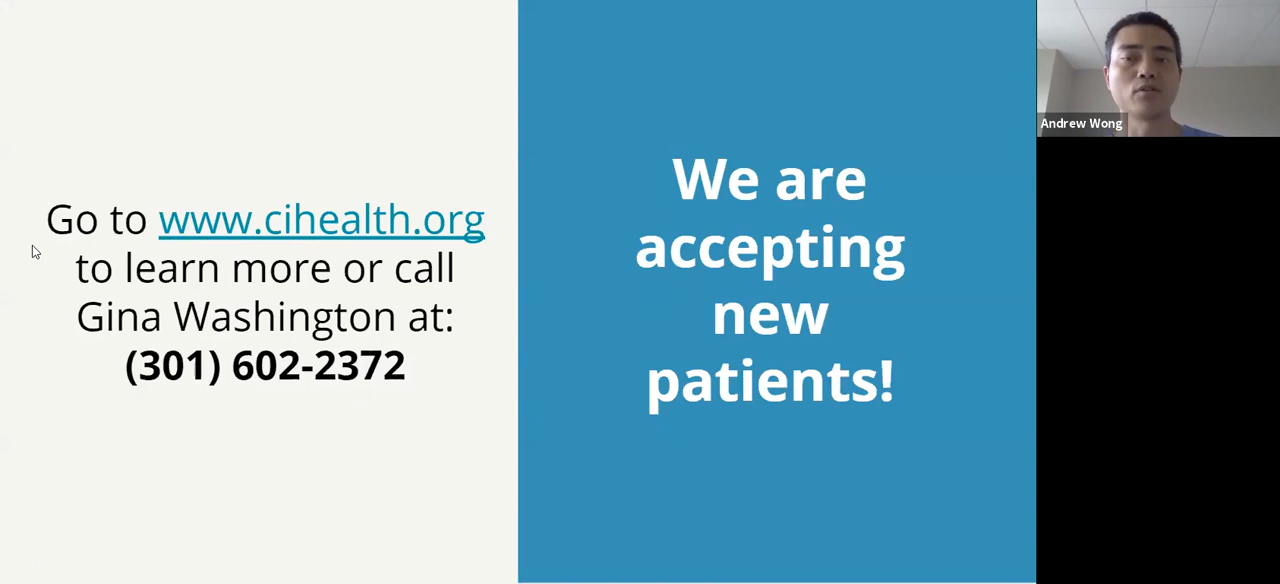 Go to www.cihealth.org
to learn more or call
Gina Washington at:
(301) 602-2372
We are
accepting
new
patients!
Andrew Wong